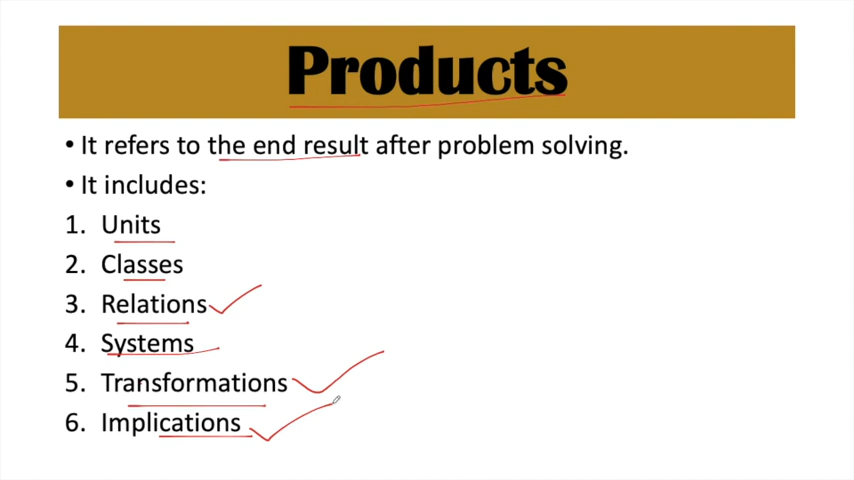 Products
• It refers to the end result after problem solving.
• It includes:
1. Units
2. Classes
3. Relations
4. Systems
5. Transformations
6. Implications